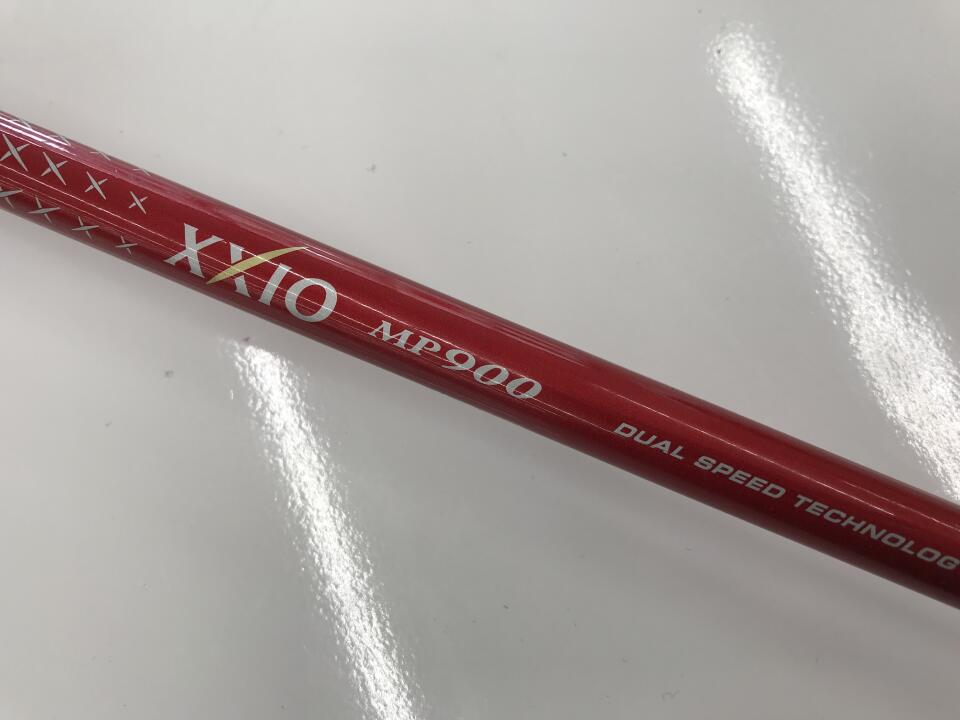 XXIO MP900 DUAL SPEED TECHNOLOG